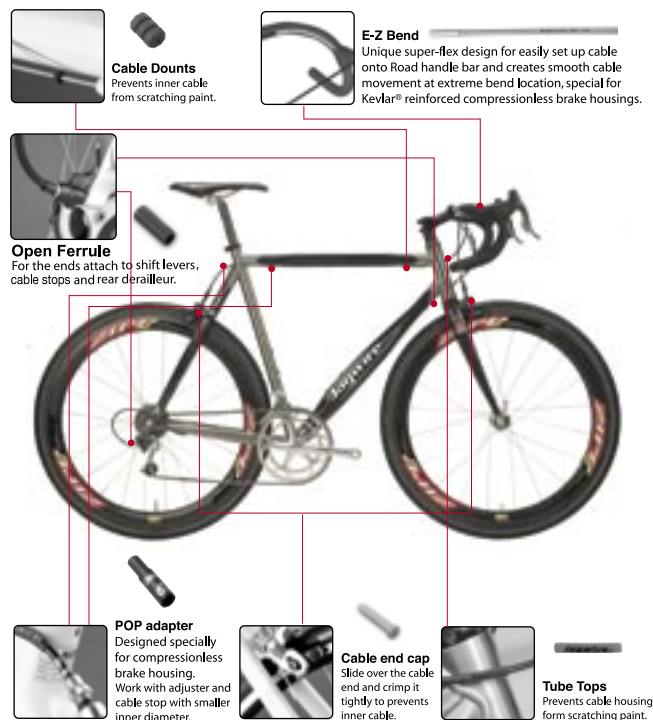 Cable Dounts
Prevents inner cable
from scratching paint.
E-Z Bend
Unique super-flex design for easily set up cable
onto Road handle bar and creates smooth cable
movement at extreme bend location, special for
Kevlar® reinforced compressionless brake housings.
Open Ferrule
For the ends attach to shift levers,
cable stops and rear derailleur.
POP adapter
Designed specially
for compressionless
brake housing.
Work with adjuster and
cable stop with smaller
inner diameter.
Cable end cap
Slide over the cable
end and crimp it
tightly to prevents
inner cable.
Tube Tops
Prevents cable housing
form scratching paint.